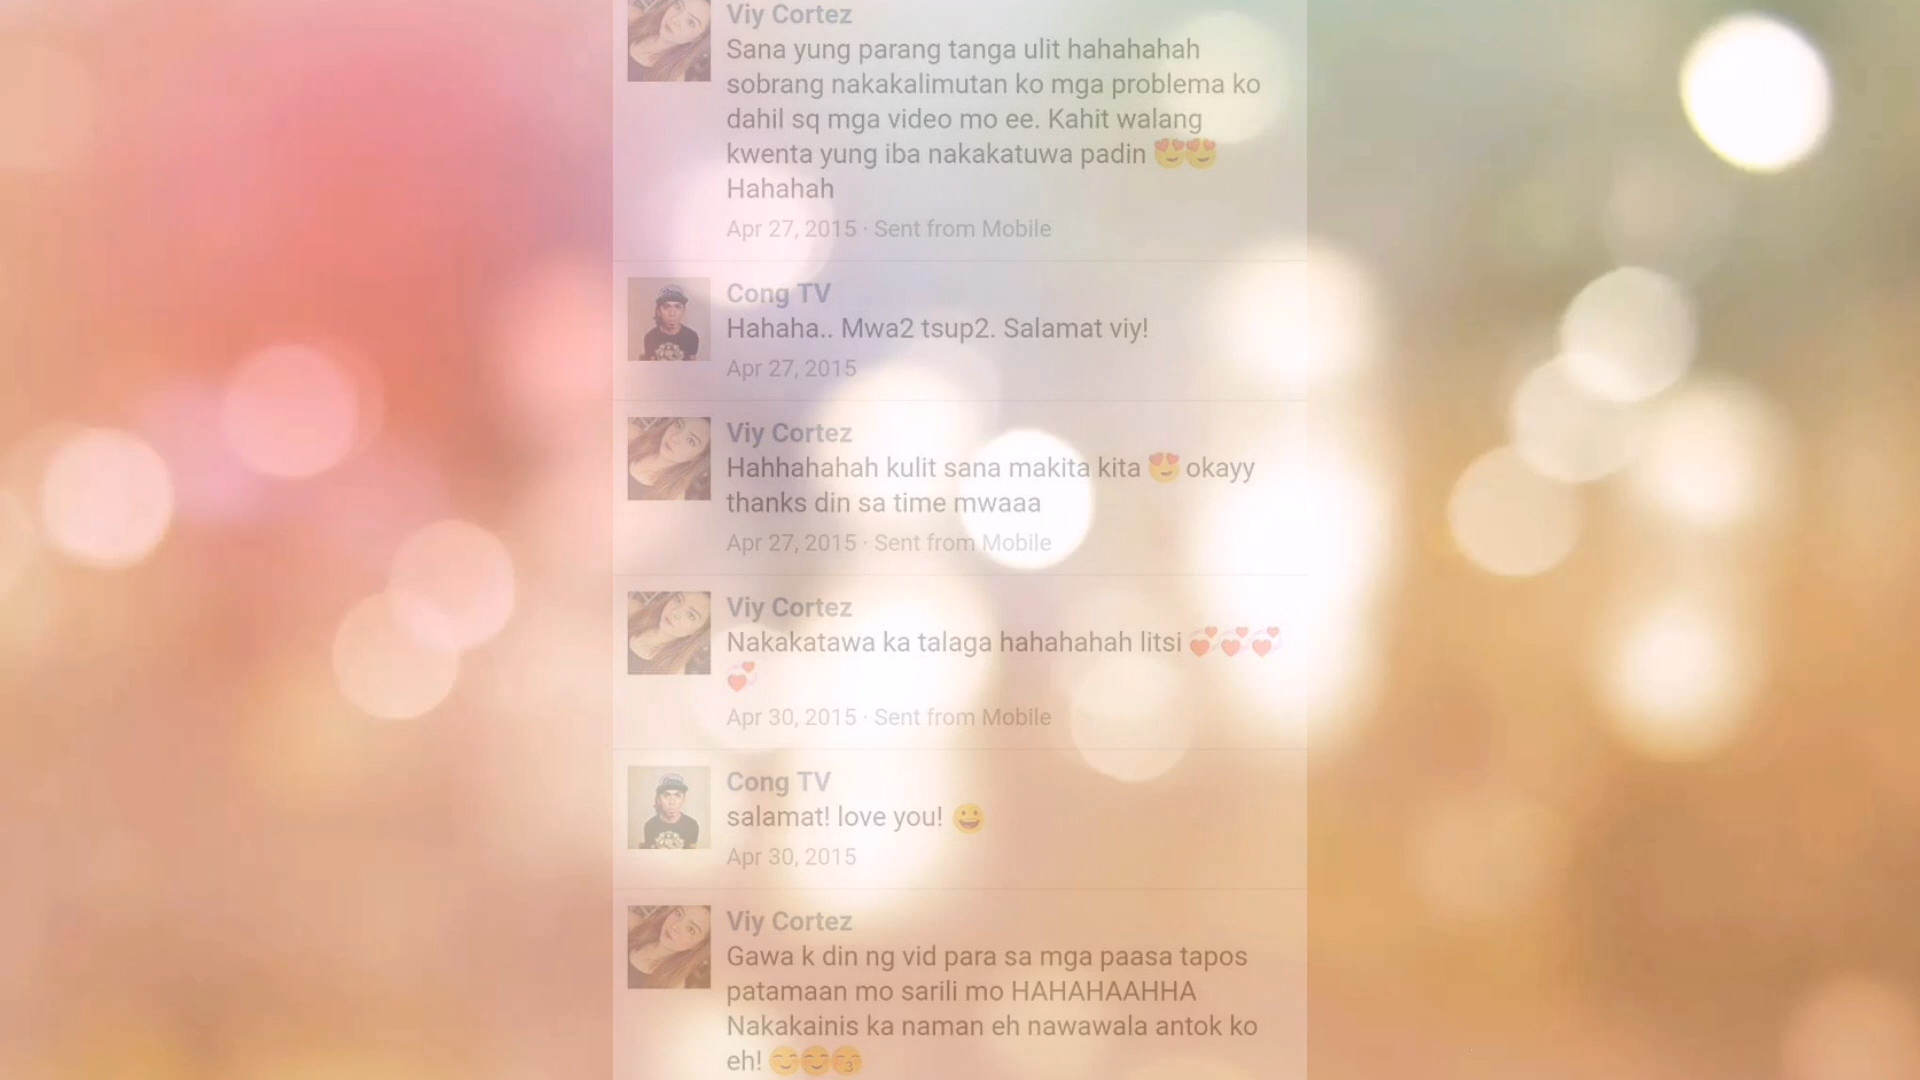 Viy Cortez
Sana yung parang tanga ulit hahahahah
sobrang nakakalimutan ko mga problema ko
dahil sq mga video mo ee. Kahit walang
kwenta yung iba nakakatuwa padin 😍😍
Hahahah
Apr 27, 2015 · Sent from Mobile
Cong TV
Hahaha.. Mwa2 tsup2. Salamat viy!
Apr 27, 2015
Viy Cortez
Hahhahahah kulit sana makita kita 😍 okayy
thanks din sa time mwaaa
Apr 27, 2015 · Sent from Mobile
Viy Cortez
Nakakatawa ka talaga hahahahah litsi 💞💞💞
💞
Apr 30, 2015 · Sent from Mobile
Cong TV
salamat! love you! 😀
Apr 30, 2015
Viy Cortez
Gawa k din ng vid para sa mga paasa tapos
patamaan mo sarili mo HAHAHAAHHA
Nakakainis ka naman eh nawawala antok ko
eh! ☺️☺️😚